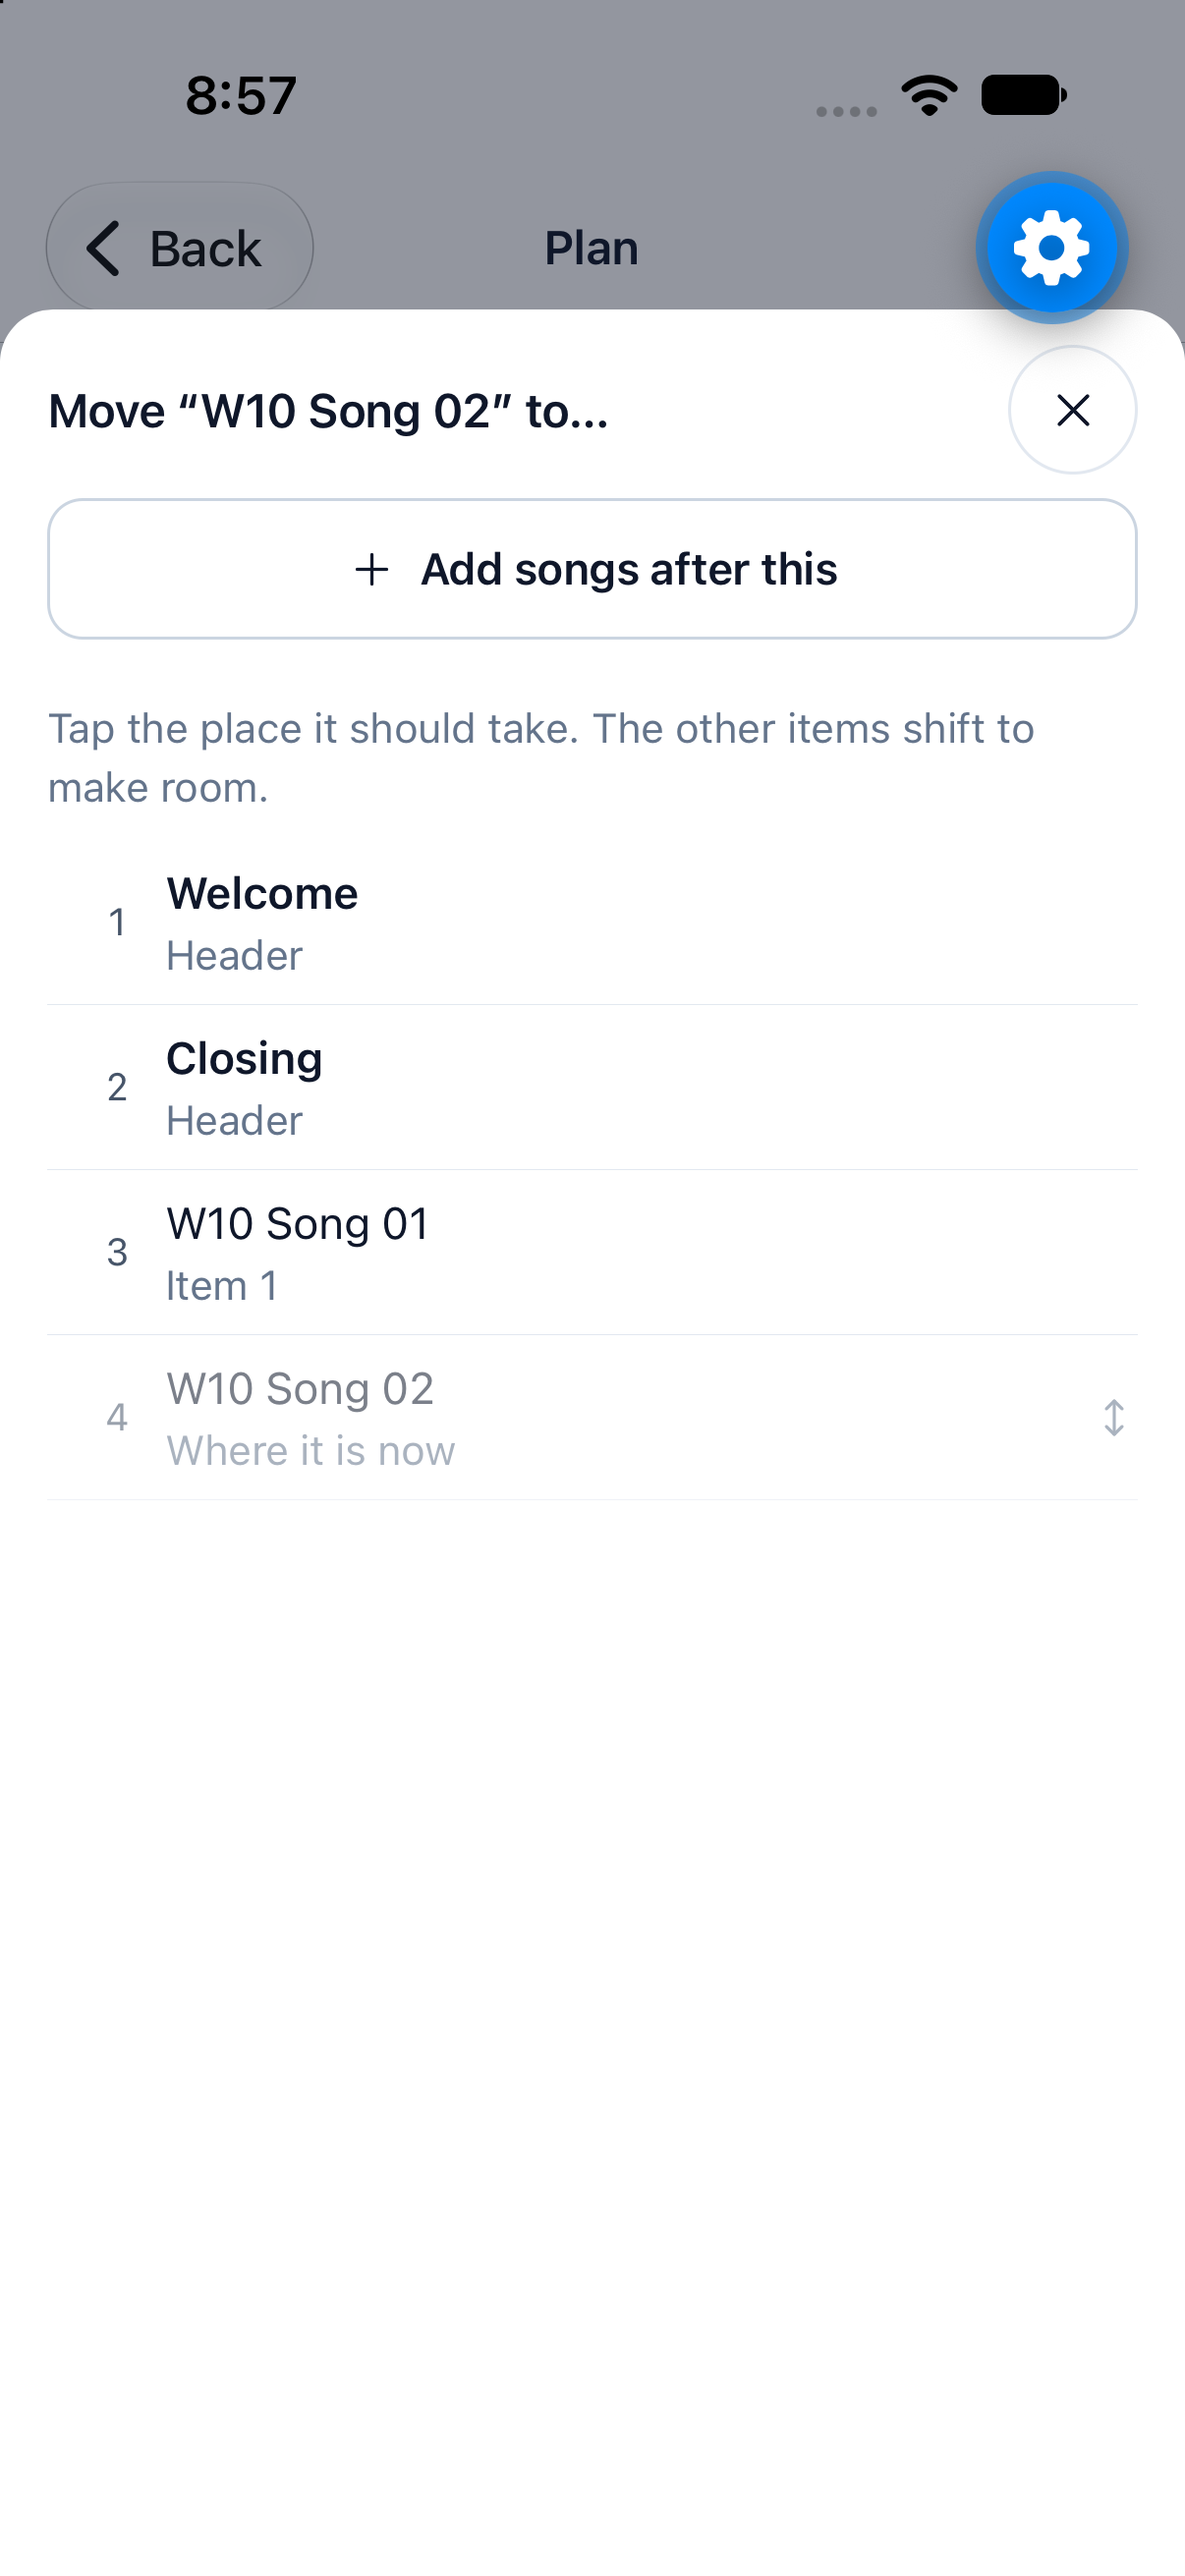 8:57
Back
Plan
Move “W10 Song 02” to...
Add songs after this
Tap the place it should take. The other items shift to
make room.
1
Welcome
Header
2
Closing
Header
3
W10 Song 01
Item 1
4
W10 Song 02
Where it is now